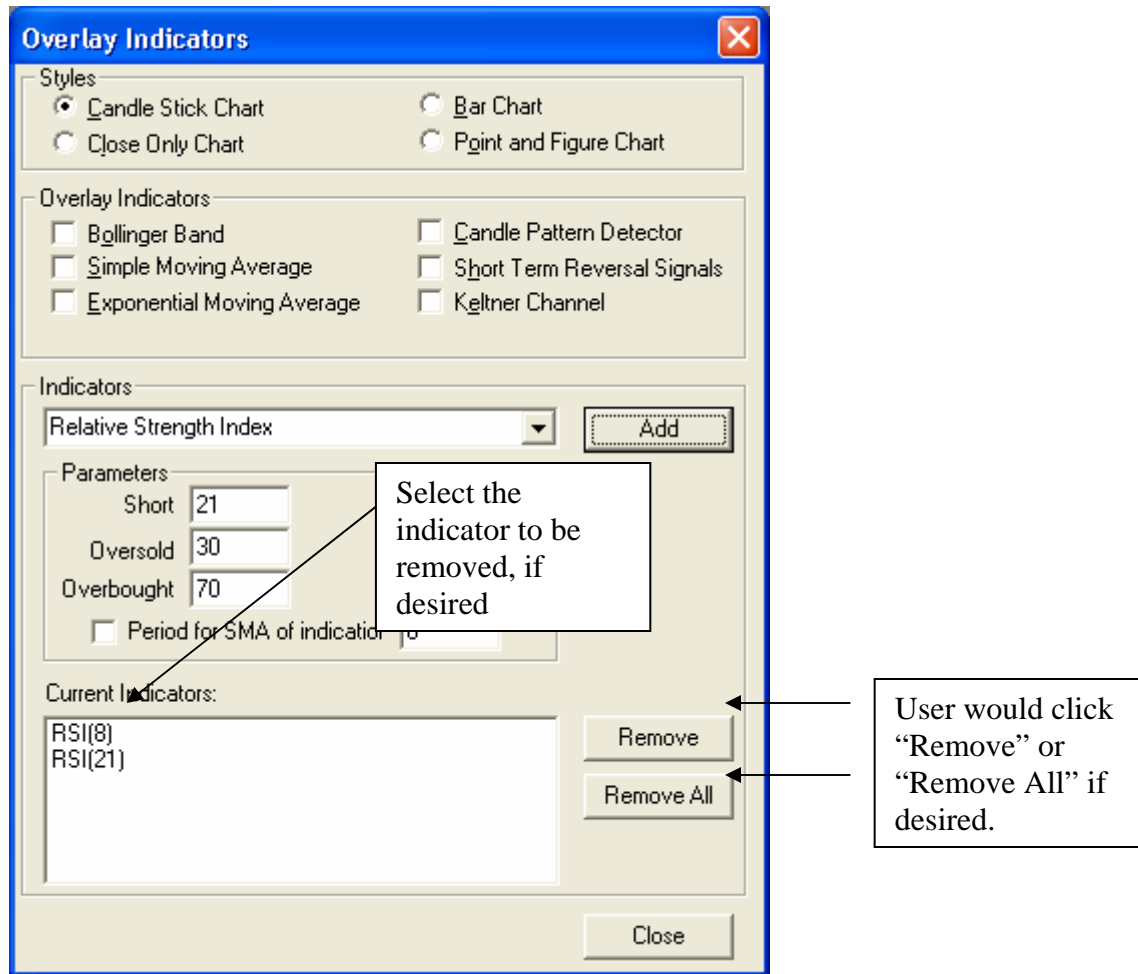 Overlay Indicators
Styles
Candle Stick Chart
Bar Chart
Close Only Chart
Point and Figure Chart
Overlay Indicators
Bollinger Band
Candle Pattern Detector
Simple Moving Average
Short Term Reversal Signals
Exponential Moving Average
Keltner Channel
Indicators
Relative Strength Index
Add
Parameters
Short 21
Oversold 30
Overbought 70
Period for SMA of indication
Select the
indicator to be
removed, if
desired
Current Indicators:
RSI(8)
RSI(21)
Remove
Remove All
User would click
“Remove” or
“Remove All” if
desired.
Close